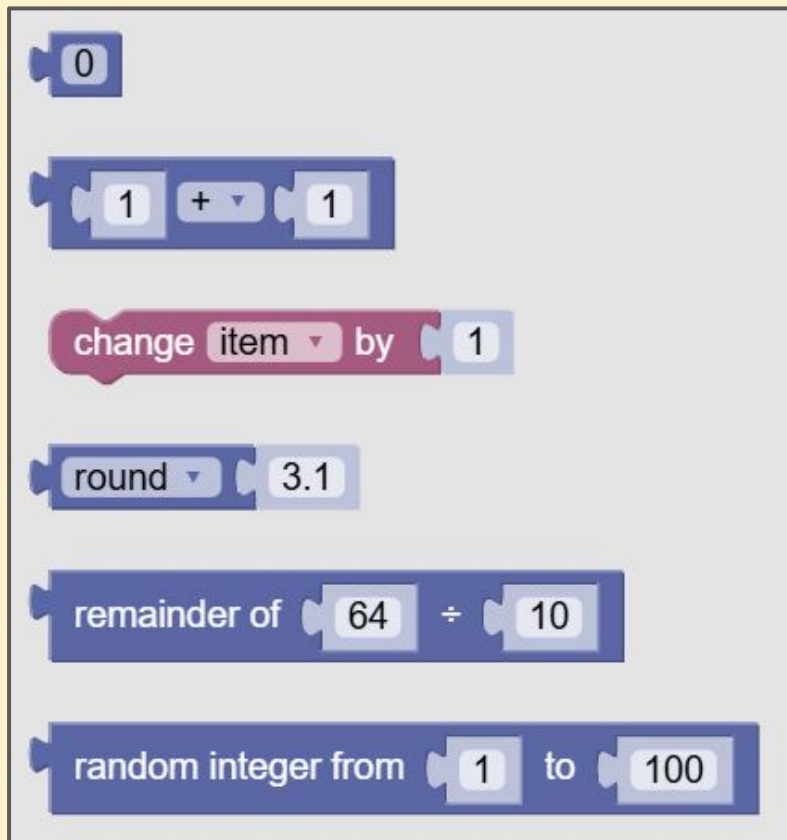 0
1 + 1
change item by 1
round 3.1
remainder of 64 ÷ 10
random integer from 1 to 100